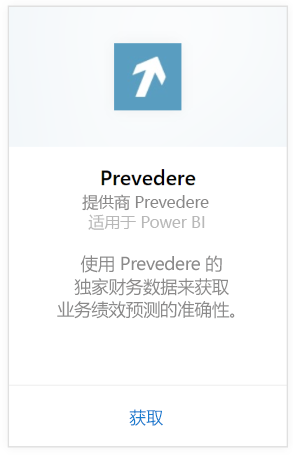 Prevedere
提供商 Prevedere
适用于 Power BI
使用 Prevedere 的
独家财务数据来获取
业务绩效预测的准确性。
获取